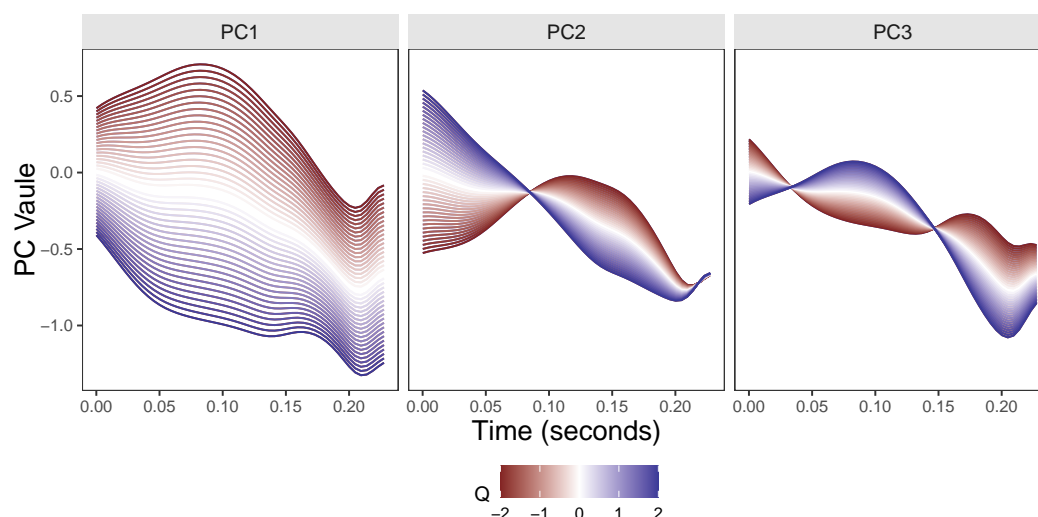 PC1 PC2 PC3
PC Vaule
0.5
0.0
−0.5
−1.0
0.00 0.05 0.10 0.15 0.20 0.00 0.05 0.10 0.15 0.20 0.00 0.05 0.10 0.15 0.20
Time (seconds)
Q
−2 −1 0 1 2